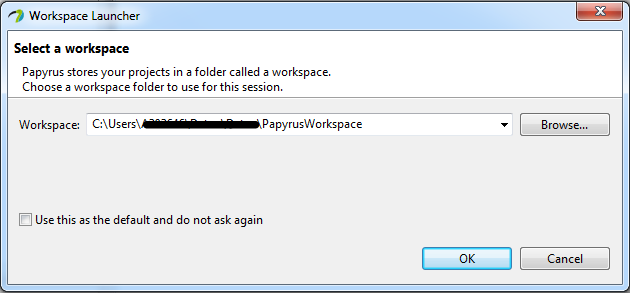 Workspace Launcher
Select a workspace
Papyrus stores your projects in a folder called a workspace.
Choose a workspace folder to use for this session.
Workspace: C:\Users\ \PapyrusWorkspace Browse...
Use this as the default and do not ask again
OK Cancel